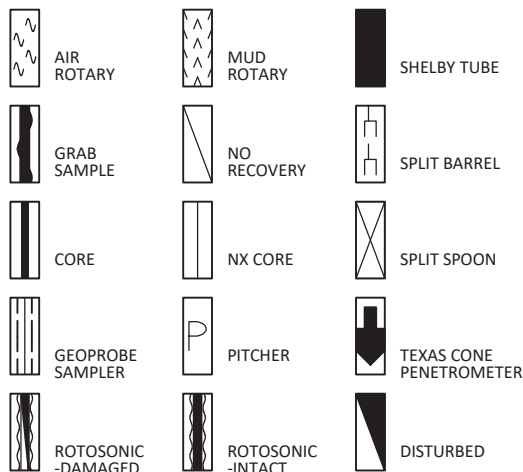 AIR
ROTARY
MUD
ROTARY
SHELBY TUBE
GRAB
SAMPLE
NO
RECOVERY
SPLIT BARREL
CORE
NX CORE
SPLIT SPOON
GEOPROBE
SAMPLER
P
PITCHER
TEXAS CONE
PENETROMETER
ROTOSONIC
-DAMAGED
ROTOSONIC
-INTACT
DISTURBED